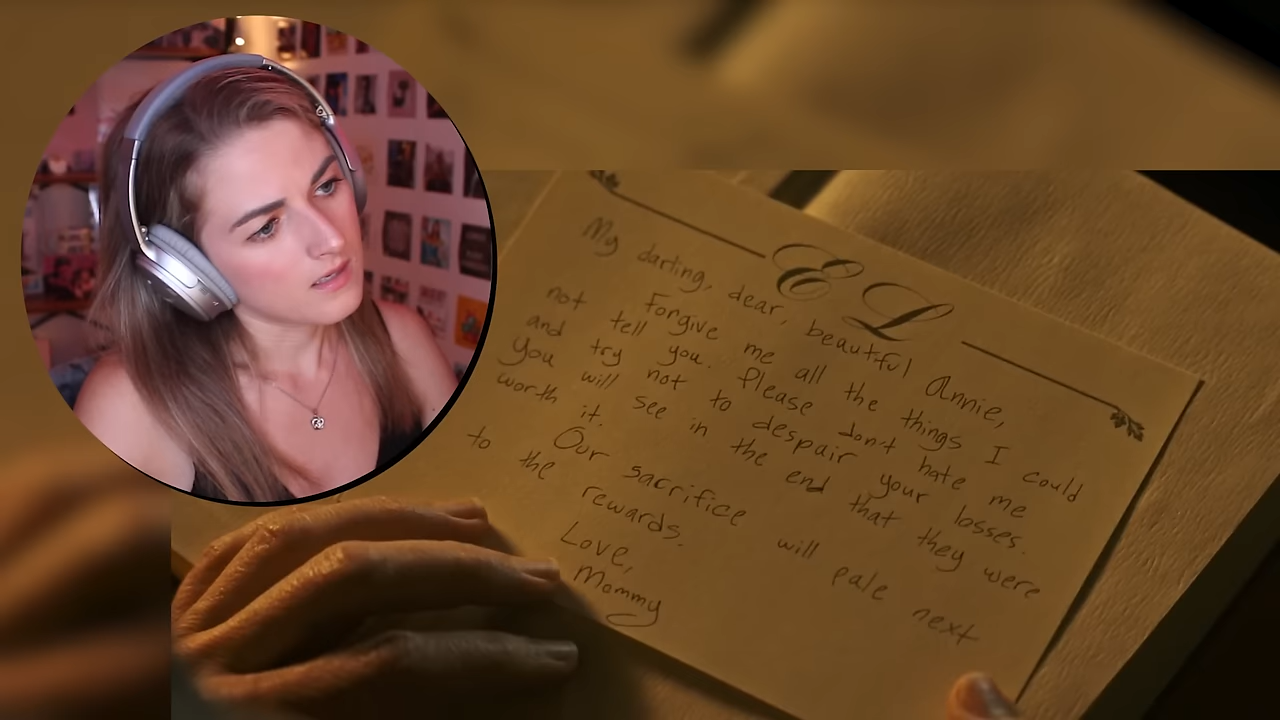 E L
My darling, dear, beautiful Annie,
Forgive me all the things I could
not tell you. Please don't hate me
and try not to despair your losses.
You will see in the end that they were
worth it.
Our sacrifice will pale next
to the rewards.
Love,
Mommy